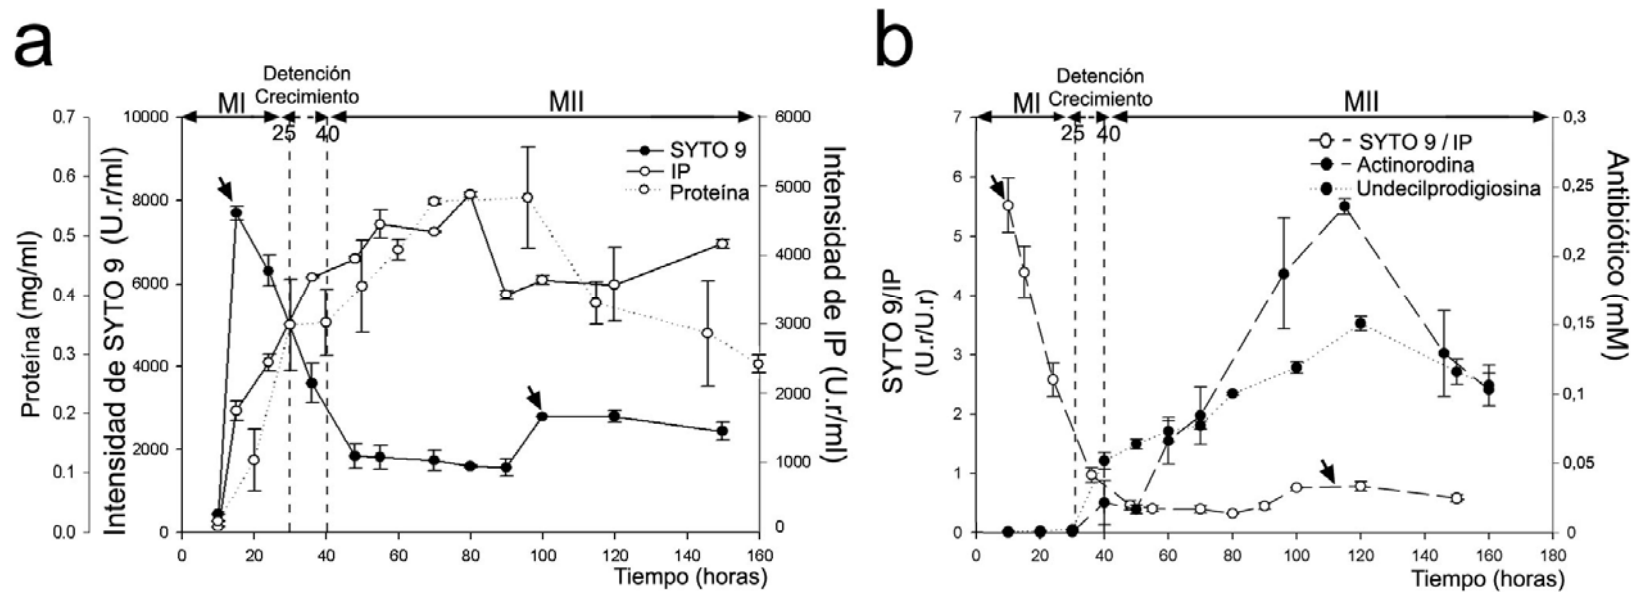 a
Detención
Crecimiento
MI
MII
25
40
SYTO 9
IP
Proteína
Proteína (mg/ml)
0.7
0.6
0.5
0.4
0.3
0.2
0.1
0.0
Intensidad de SYTO 9 (U.r/ml)
10000
8000
6000
4000
2000
0
Intensidad de IP (U.r/ml)
6000
5000
4000
3000
2000
1000
0
0 20 40 60 80 100 120 140 160
Tiempo (horas)
b
Detención
Crecimiento
MI
MII
25
40
SYTO 9 / IP
Actinorodina
Undecilprodigiosina
SYTO 9/IP
(U.r/U.r)
7
6
5
4
3
2
1
0
Antibiótico (mM)
0,3
0,25
0,2
0,15
0,1
0,05
0
0 20 40 60 80 100 120 140 160 180
Tiempo (horas)